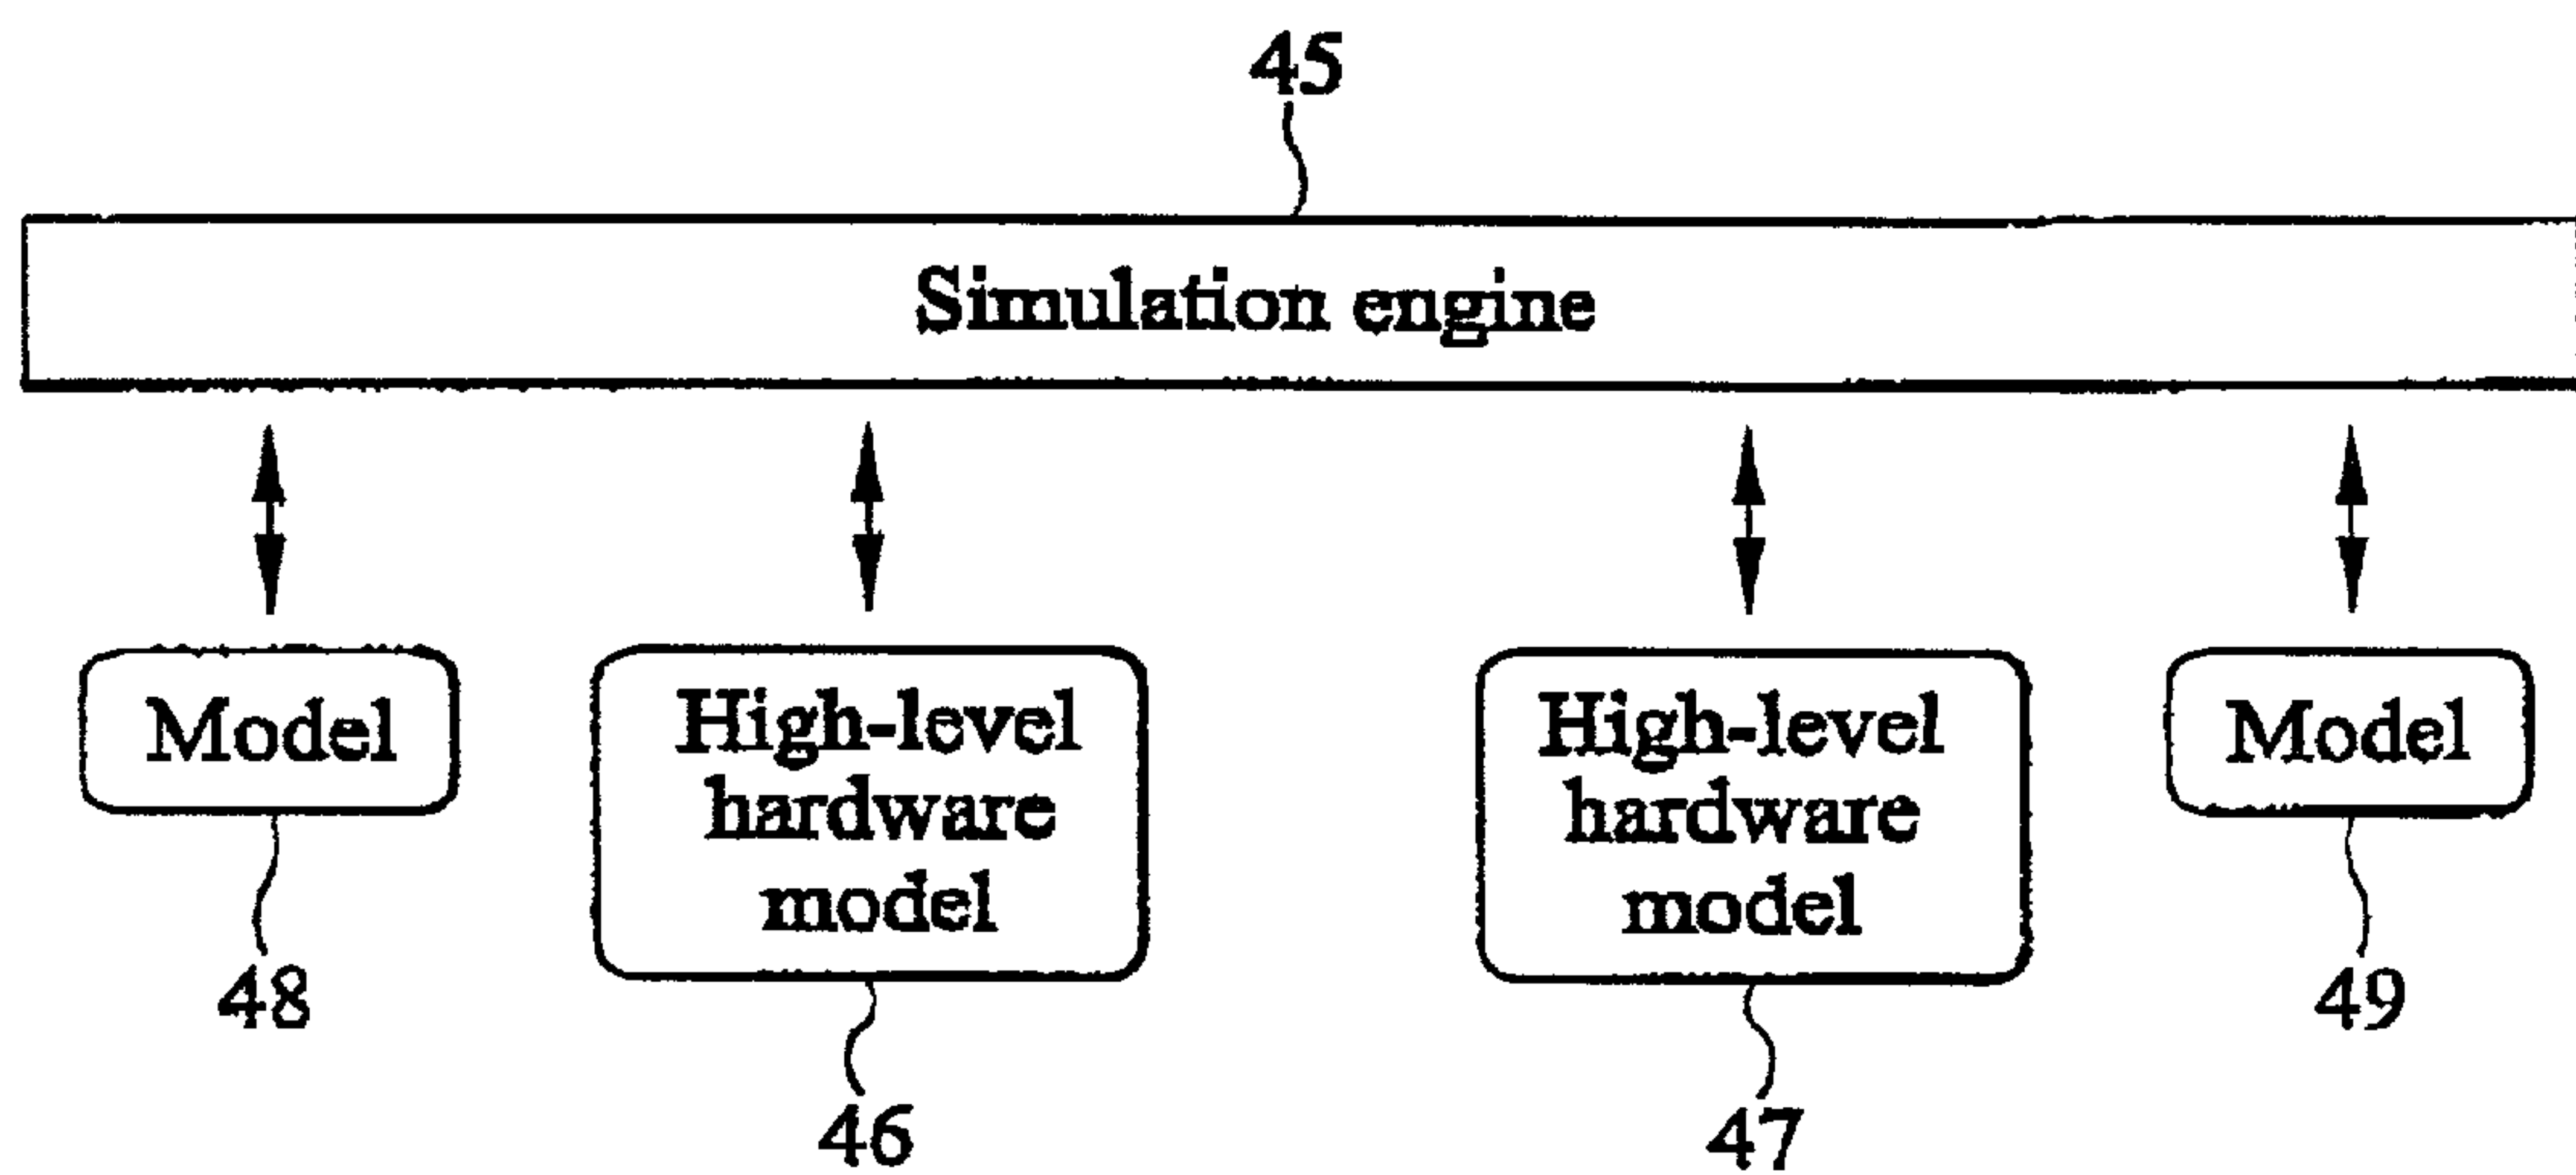 45
Simulation engine
Model
High-level
hardware
model
High-level
hardware
model
Model
48
46
47
49